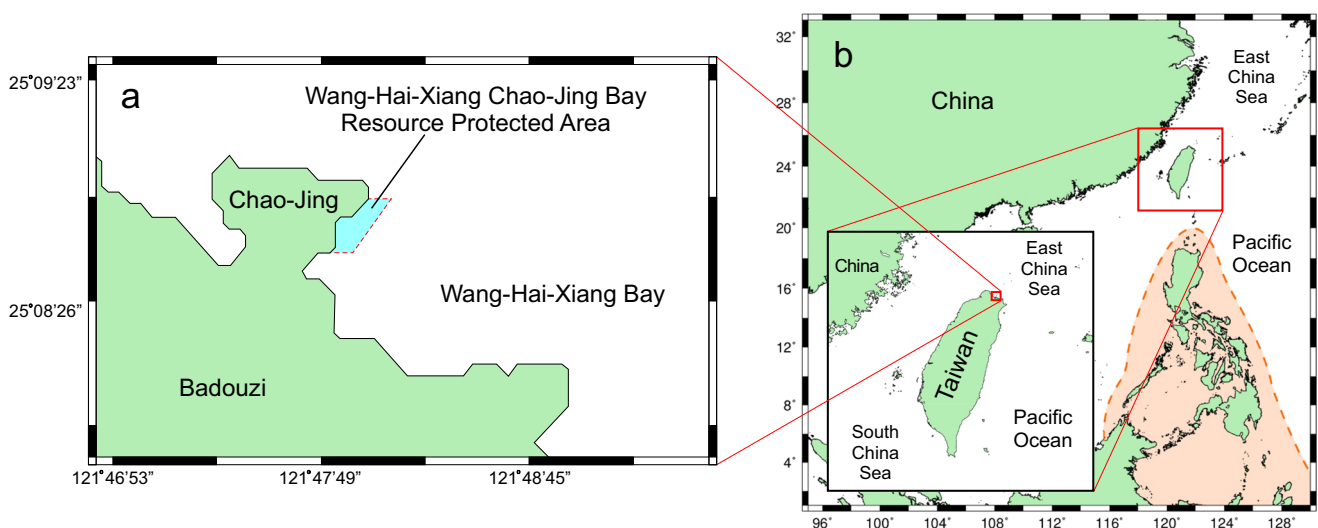 a
25°09'23"
25°08'26"
121°46'53"
121°47'49"
121°48'45"
Wang-Hai-Xiang Chao-Jing Bay
Resource Protected Area
Chao-Jing
Wang-Hai-Xiang Bay
Badouzi
b
32°
28°
24°
20°
16°
12°
8°
4°
96°
100°
104°
108°
112°
116°
120°
124°
128°
China
East
China
Sea
Pacific
Ocean
China
East
China
Sea
Taiwan
Pacific
Ocean
South
China
Sea